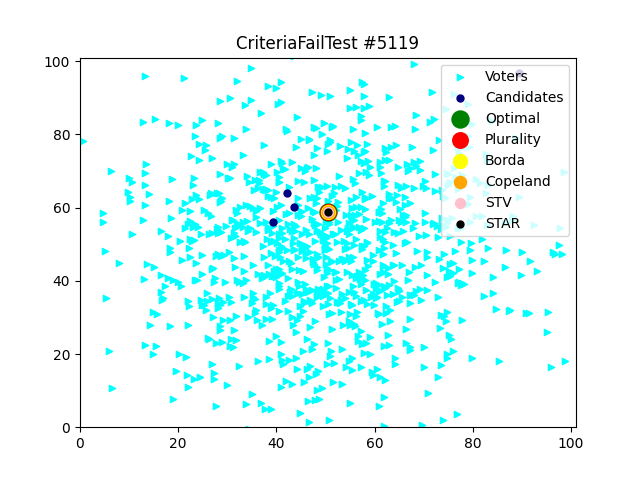 CriteriaFailTest #5119
100
80
60
40
20
0
0
20
40
60
80
100
Voters
Candidates
Optimal
Plurality
Borda
Copeland
STV
STAR